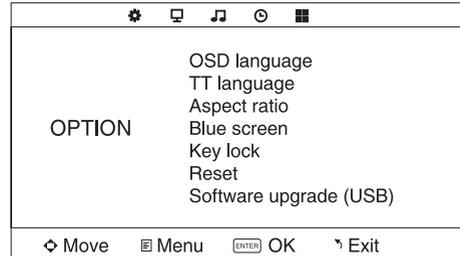 OSD language
TT language
Aspect ratio
OPTION
Blue screen
Key lock
Reset
Software upgrade (USB)
Move Menu ENTER OK Exit